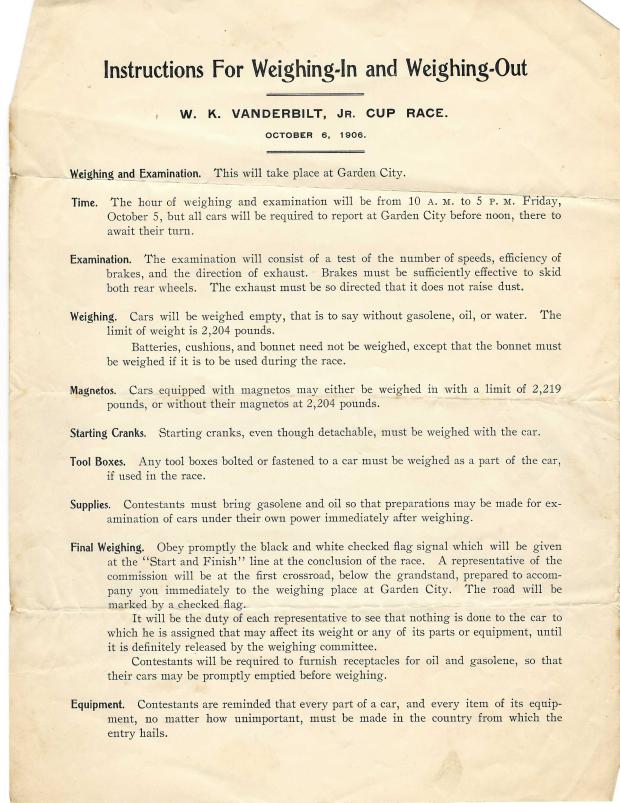 Instructions For Weighing-In and Weighing-Out
W. K. VANDERBILT, JR. CUP RACE.
OCTOBER 6, 1906.
Weighing and Examination. This will take place at Garden City.
Time. The hour of weighing and examination will be from 10 A. M. to 5 P. M. Friday,
October 5, but all cars will be required to report at Garden City before noon, there to
await their turn.
Examination. The examination will consist of a test of the number of speeds, efficiency of
brakes, and the direction of exhaust. Brakes must be sufficiently effective to skid
both rear wheels. The exhaust must be so directed that it does not raise dust.
Weighing. Cars will be weighed empty, that is to say without gasolene, oil, or water. The
limit of weight is 2,204 pounds.
Batteries, cushions, and bonnet need not be weighed, except that the bonnet must
be weighed if it is to be used during the race.
Magnetos. Cars equipped with magnetos may either be weighed in with a limit of 2,219
pounds, or without their magnetos at 2,204 pounds.
Starting Cranks. Starting cranks, even though detachable, must be weighed with the car.
Tool Boxes. Any tool boxes bolted or fastened to a car must be weighed as a part of the car,
if used in the race.
Supplies. Contestants must bring gasolene and oil so that preparations may be made for ex-
amination of cars under their own power immediately after weighing.
Final Weighing. Obey promptly the black and white checked flag signal which will be given
at the "Start and Finish" line at the conclusion of the race. A representative of the
commission will be at the first crossroad, below the grandstand, prepared to accom-
pany you immediately to the weighing place at Garden City. The road will be
marked by a checked flag.
It will be the duty of each representative to see that nothing is done to the car to
which he is assigned that may affect its weight or any of its parts or equipment, until
it is definitely released by the weighing committee.
Contestants will be required to furnish receptacles for oil and gasolene, so that
their cars may be promptly emptied before weighing.
Equipment. Contestants are reminded that every part of a car, and every item of its equip-
ment, no matter how unimportant, must be made in the country from which the
entry hails.